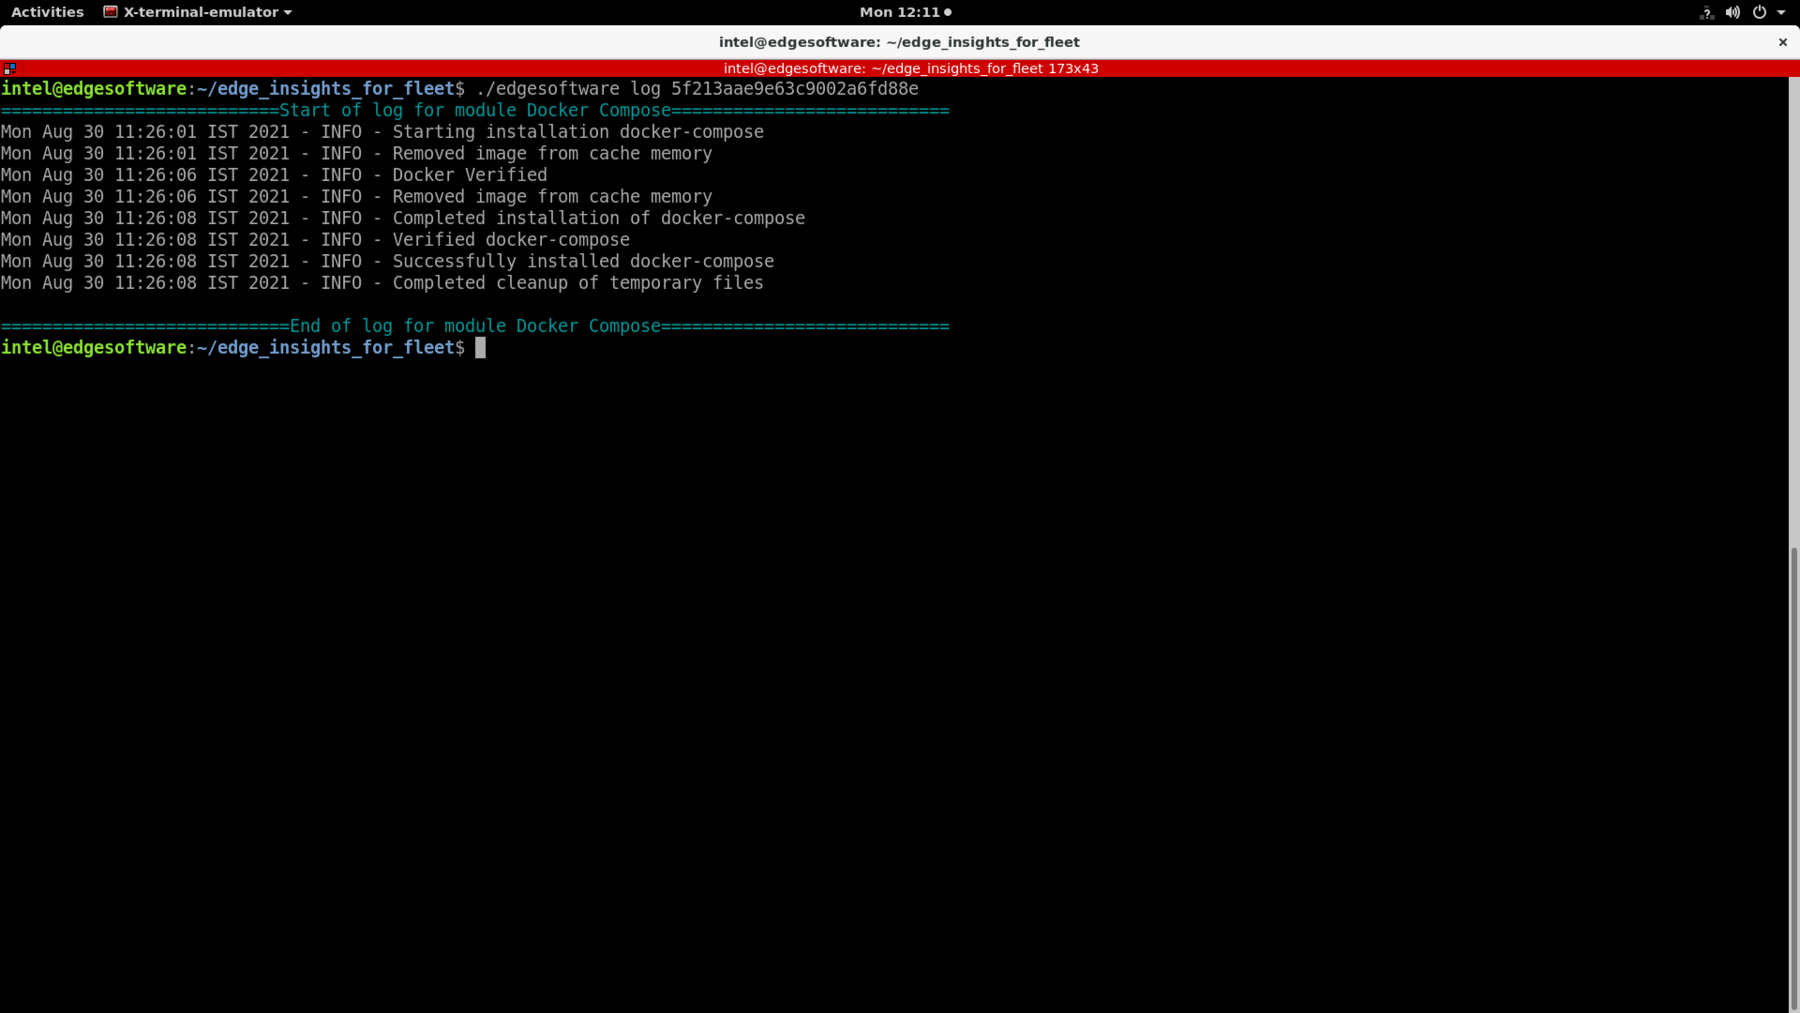 Activities X-terminal-emulator Mon 12:11
intel@edgesoftware: ~/edge_insights_for_fleet
intel@edgesoftware: ~/edge_insights_for_fleet 173x43
intel@edgesoftware:~/edge_insights_for_fleet$ ./edgesoftware log 5f213aae9e63c9002a6fd88e
===========================Start of log for module Docker Compose===========================
Mon Aug 30 11:26:01 IST 2021 - INFO - Starting installation docker-compose
Mon Aug 30 11:26:01 IST 2021 - INFO - Removed image from cache memory
Mon Aug 30 11:26:06 IST 2021 - INFO - Docker Verified
Mon Aug 30 11:26:06 IST 2021 - INFO - Removed image from cache memory
Mon Aug 30 11:26:08 IST 2021 - INFO - Completed installation of docker-compose
Mon Aug 30 11:26:08 IST 2021 - INFO - Verified docker-compose
Mon Aug 30 11:26:08 IST 2021 - INFO - Successfully installed docker-compose
Mon Aug 30 11:26:08 IST 2021 - INFO - Completed cleanup of temporary files
============================End of log for module Docker Compose============================
intel@edgesoftware:~/edge_insights_for_fleet$